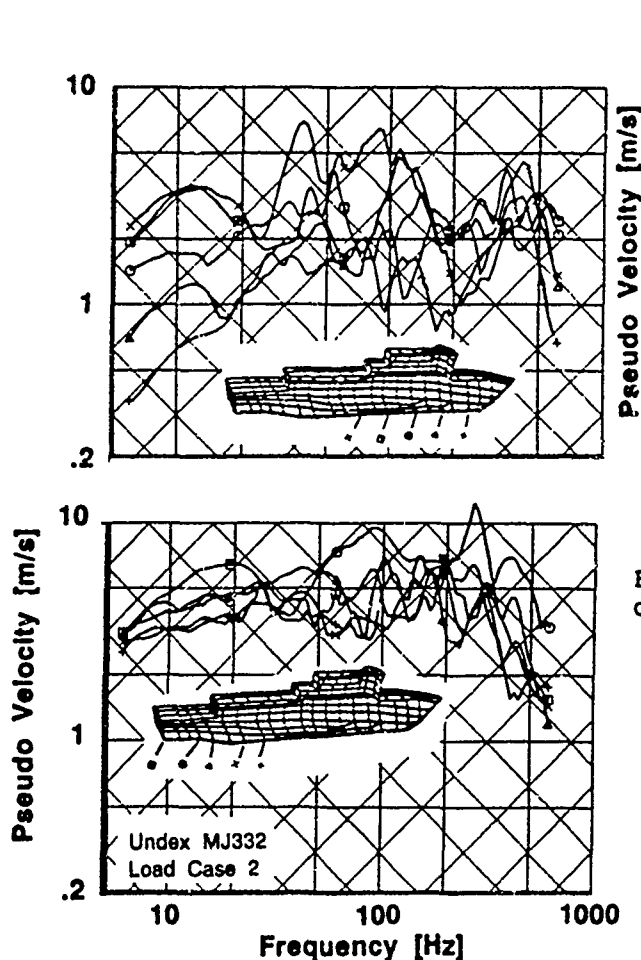 10
1
.2
Pseudo Velocity [m/s]
10
1
.2
Pseudo Velocity [m/s]
Undex MJ332
Load Case 2
10 100 1000
Frequency [Hz]